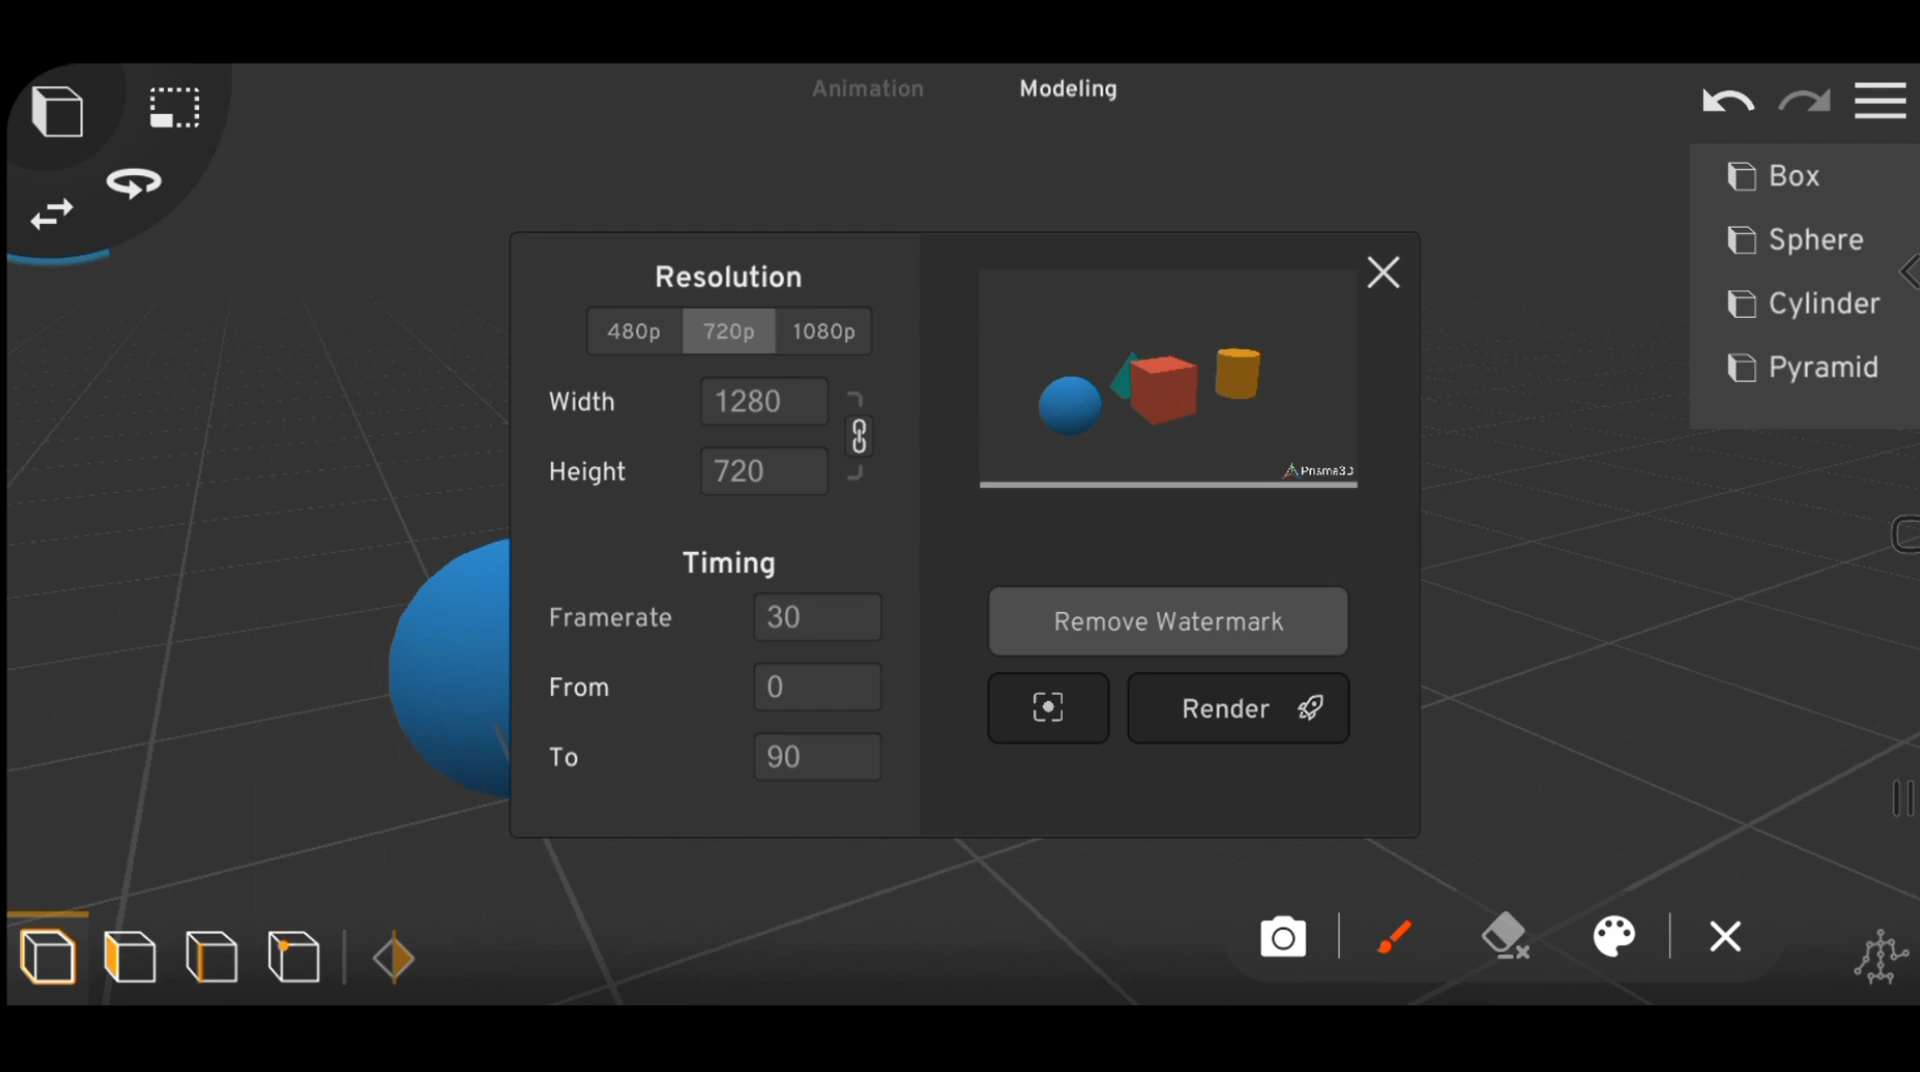 Animation Modeling
Box
Sphere
Cylinder
Pyramid
Resolution
480p 720p 1080p
Width 1280
Height 720
Timing
Framerate 30
From 0
To 90
Prisma3D
Remove Watermark
Render